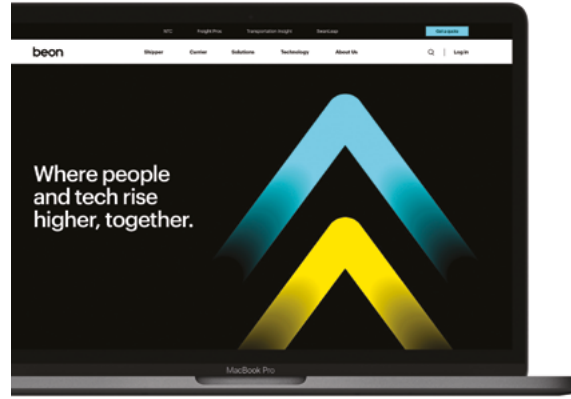 NTG Freight Pros Transportation Insight SwanLeap Get a quote
beon Shipper Carrier Solutions Technology About Us Log in
Where people
and tech rise
higher, together.
MacBook Pro